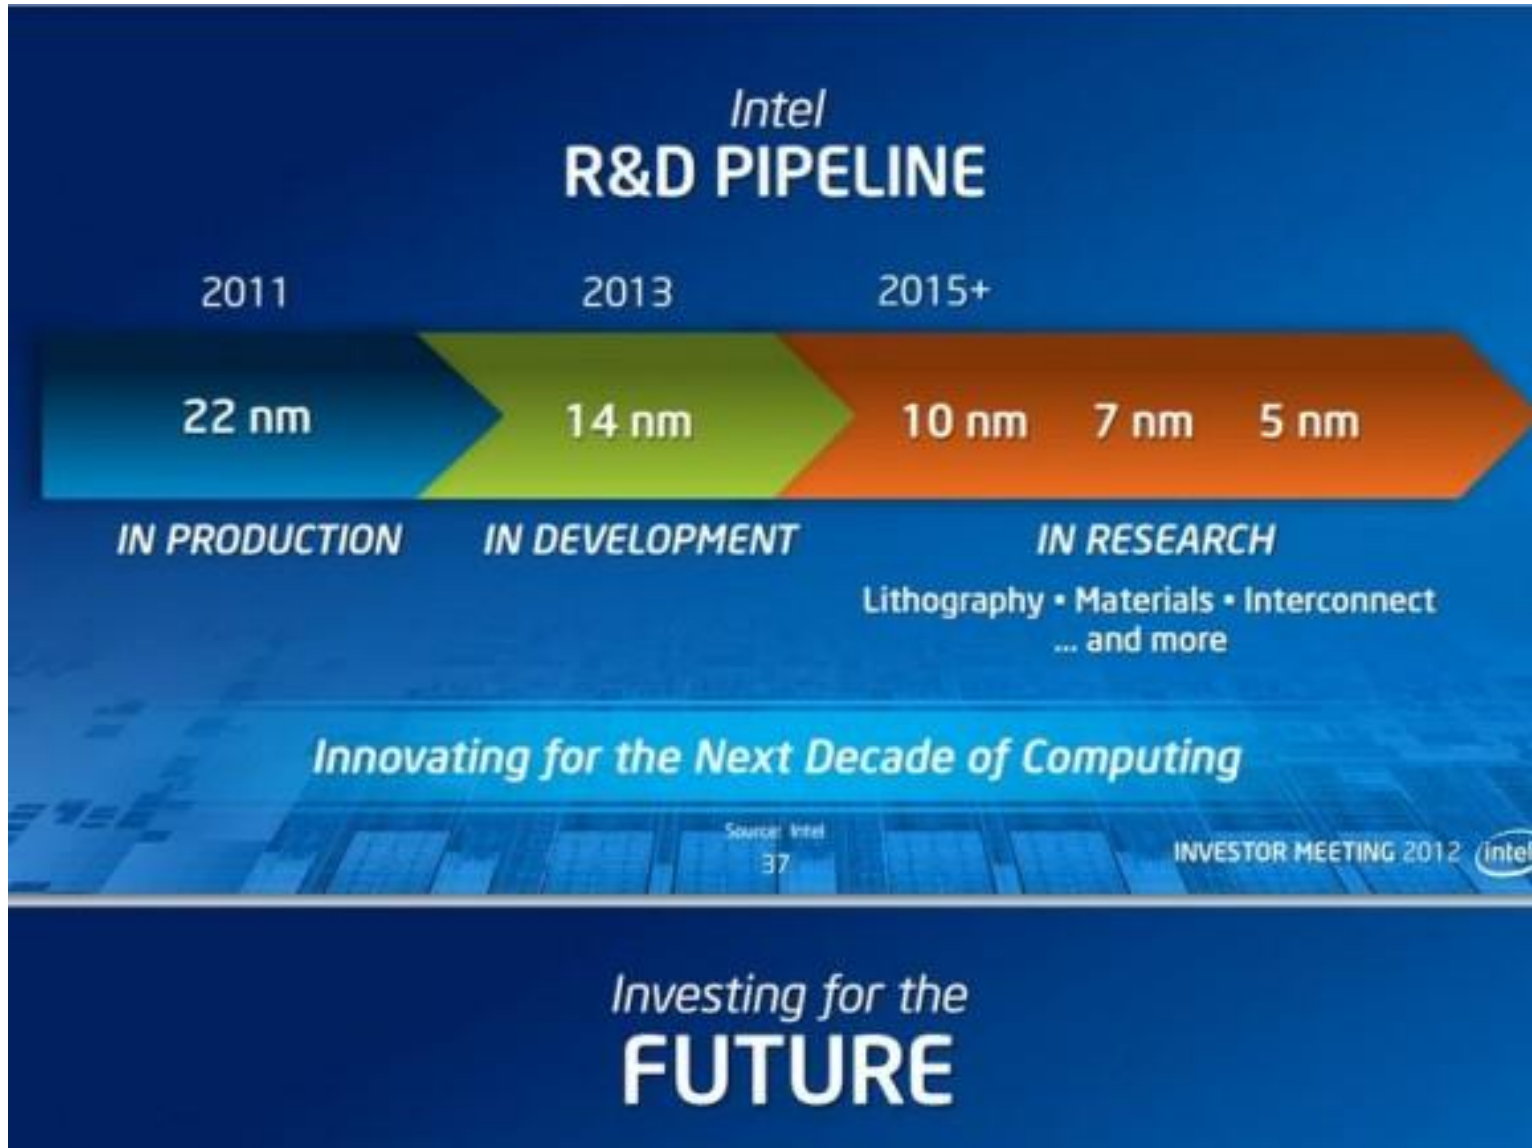 Intel
R&D PIPELINE
2011 2013 2015+
22 nm 14 nm 10 nm 7 nm 5 nm
IN PRODUCTION IN DEVELOPMENT IN RESEARCH
Lithography • Materials • Interconnect
... and more
Innovating for the Next Decade of Computing
Source: Intel
37
INVESTOR MEETING 2012 intel
Investing for the
FUTURE